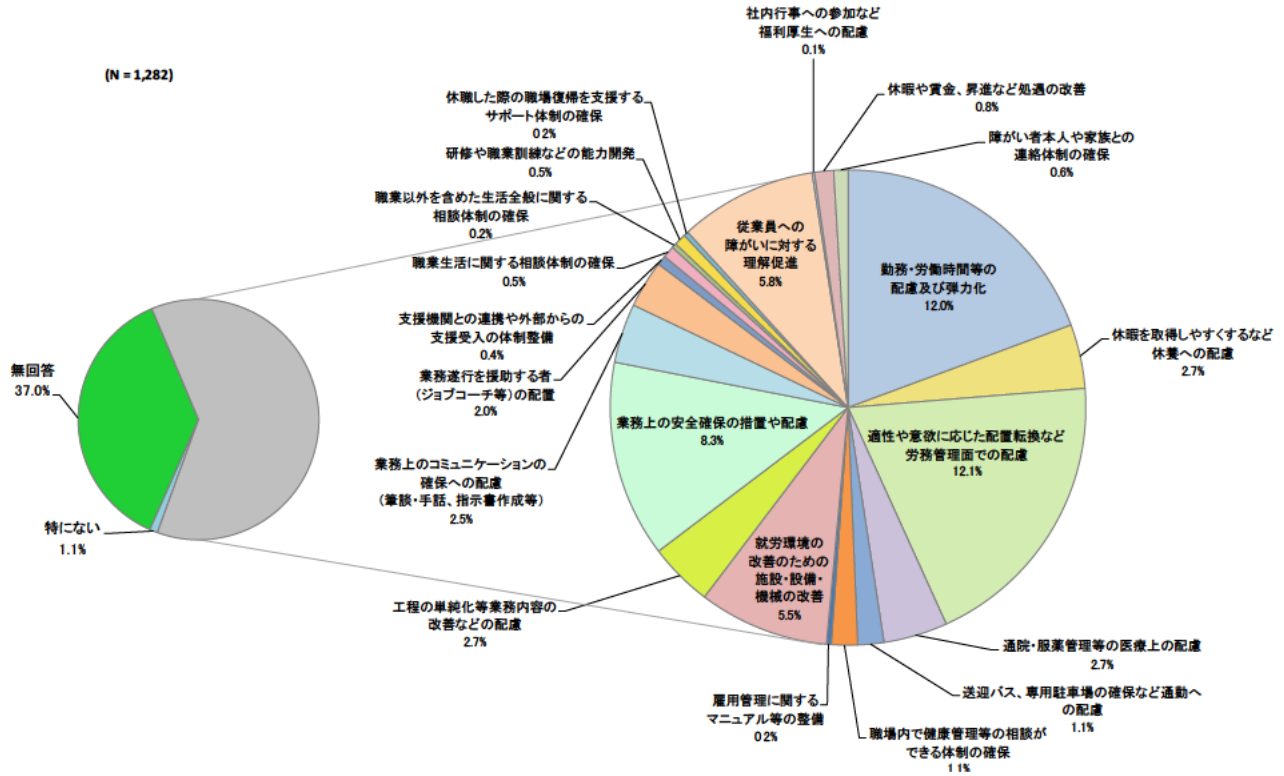 社内行事への参加など
福利厚生への配慮
0.1%
(N = 1,282)
休職した際の職場復帰を支援する
サポート体制の確保
0 2%
休暇や賃金、昇進など処遇の改善
0.8%
研修や職業訓練などの能力開発
0.5%
障がい者本人や家族との
連絡体制の確保
0.6%
職業以外を含めた生活全般に関する
相談体制の確保
0.2%
従業員への
障がいに対する
理解促進
5.8%
職業生活に関する相談体制の確保
0.5%
勤務・労働時間等の
配慮及び弾力化
12.0%
支援機関との連携や外部からの
支援受入の体制整備
0.4%
休暇を取得しやすくするなど
休養への配慮
2.7%
無回答
37.0%
業務遂行を援助する者
(ジョブコーチ等)の配置
2.0%
業務上の安全確保の措置や配慮
8.3%
適性や意欲に応じた配置転換など
労務管理面での配慮
12.1%
業務上のコミュニケーションの
確保への配慮
(筆談・手話、指示書作成等)
2.5%
特にない
1.1%
就労環境の
改善のための
施設・設備・
機械の改善
5.5%
工程の単純化等業務内容の
改善などの配慮
2.7%
通院・服薬管理等の医療上の配慮
2.7%
雇用管理に関する
マニュアル等の整備
0 2%
送迎バス、専用駐車場の確保など通勤へ
の配慮
1.1%
職場内で健康管理等の相談が
できる体制の確保
1.1%